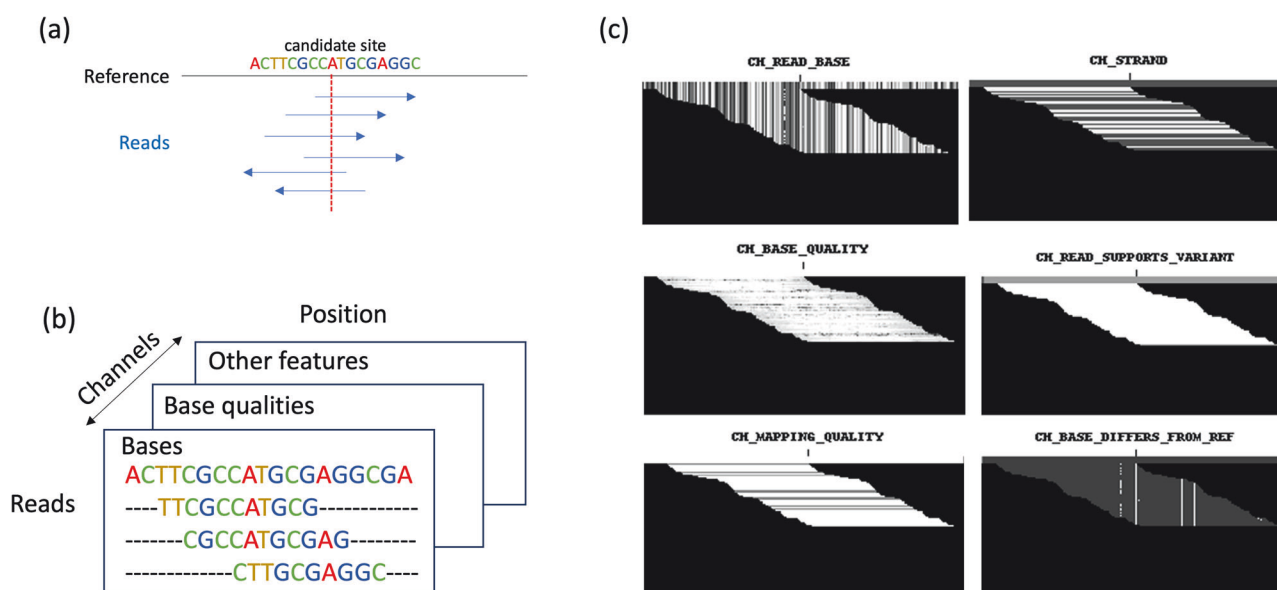 (a)
candidate site
ACTTCGCCATGCGAGGC
Reference
Reads
(b)
Position
Channels
Other features
Base qualities
Bases
ACTTCGCCATGCGAGGCGA
Reads
----TTCGCCATGCG------------
-------CGCCATGCGAG--------
-------------CTTGCGAGGC----
(c)
CH_READ_BASE
CH_STRAND
CH_BASE_QUALITY
CH_READ_SUPPORTS_VARIANT
CH_MAPPING_QUALITY
CH_BASE_DIFFERS_FROM_REF